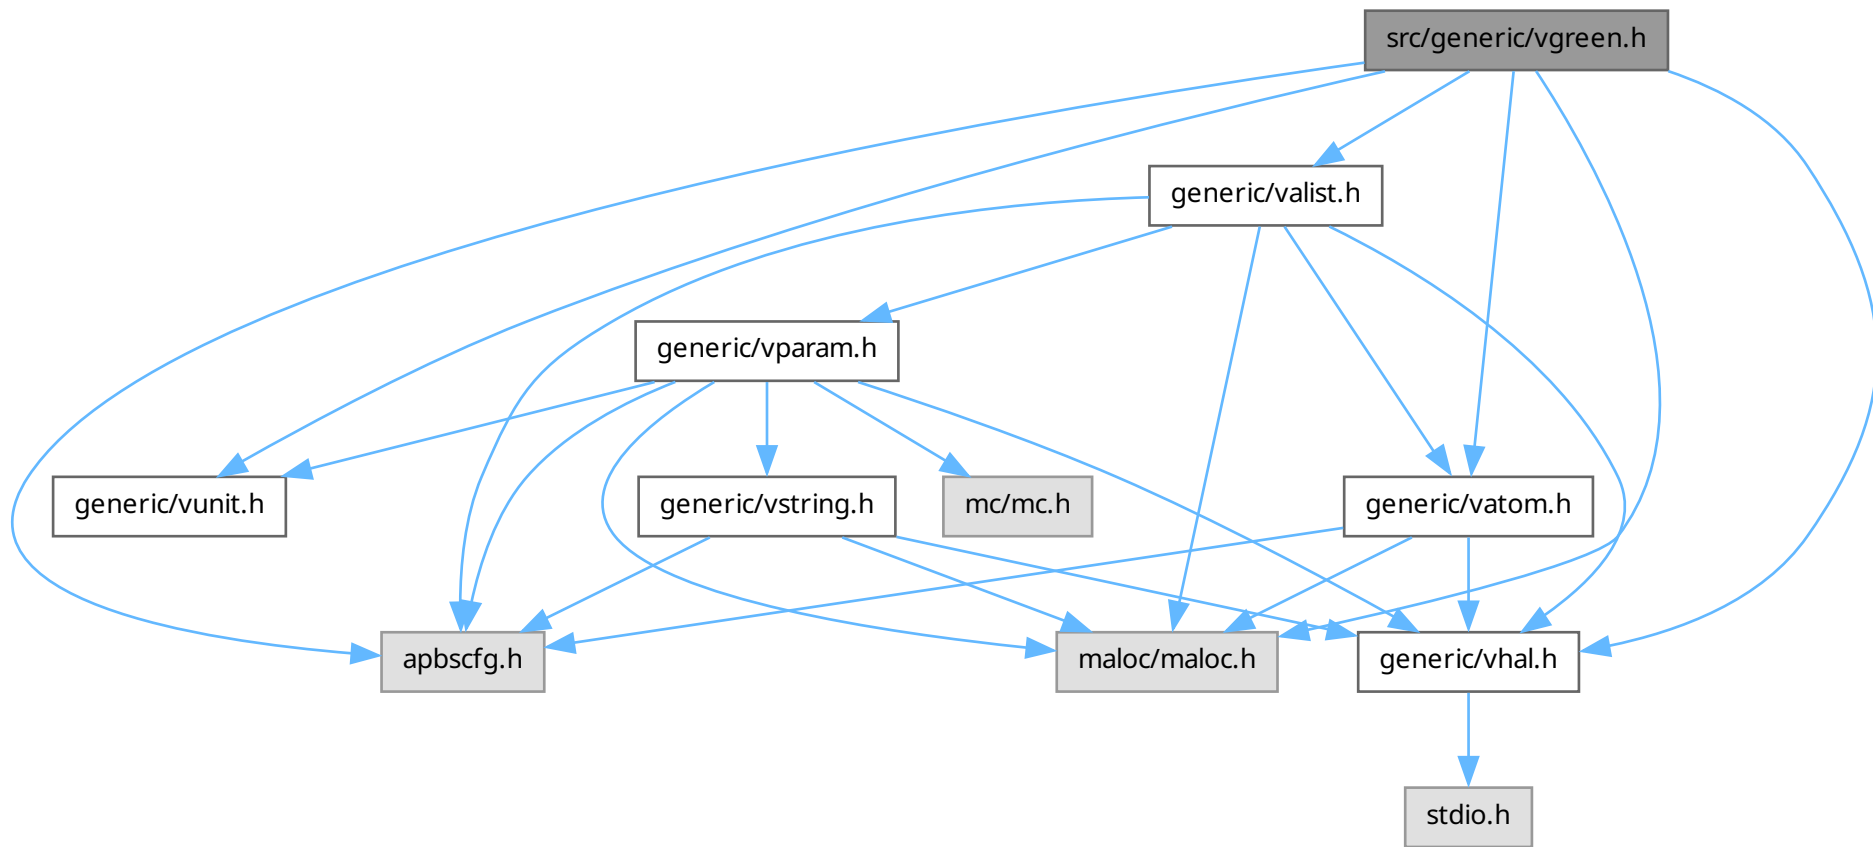 src/generic/vgreen.h
generic/valist.h
generic/vparam.h
generic/vunit.h
generic/vstring.h
mc/mc.h
generic/vatom.h
apbscfg.h
maloc/maloc.h
generic/vhal.h
stdio.h